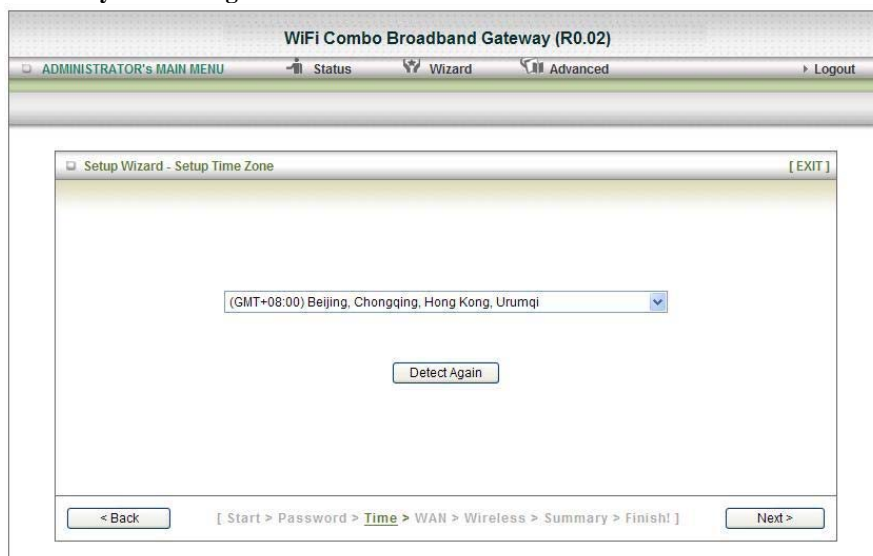 WiFi Combo Broadband Gateway (R0.02)
ADMINISTRATOR's MAIN MENU Status Wizard Advanced Logout
Setup Wizard - Setup Time Zone [ EXIT ]
(GMT+08:00) Beijing, Chongqing, Hong Kong, Urumqi
Detect Again
< Back [ Start > Password > Time > WAN > Wireless > Summary > Finish! ] Next >